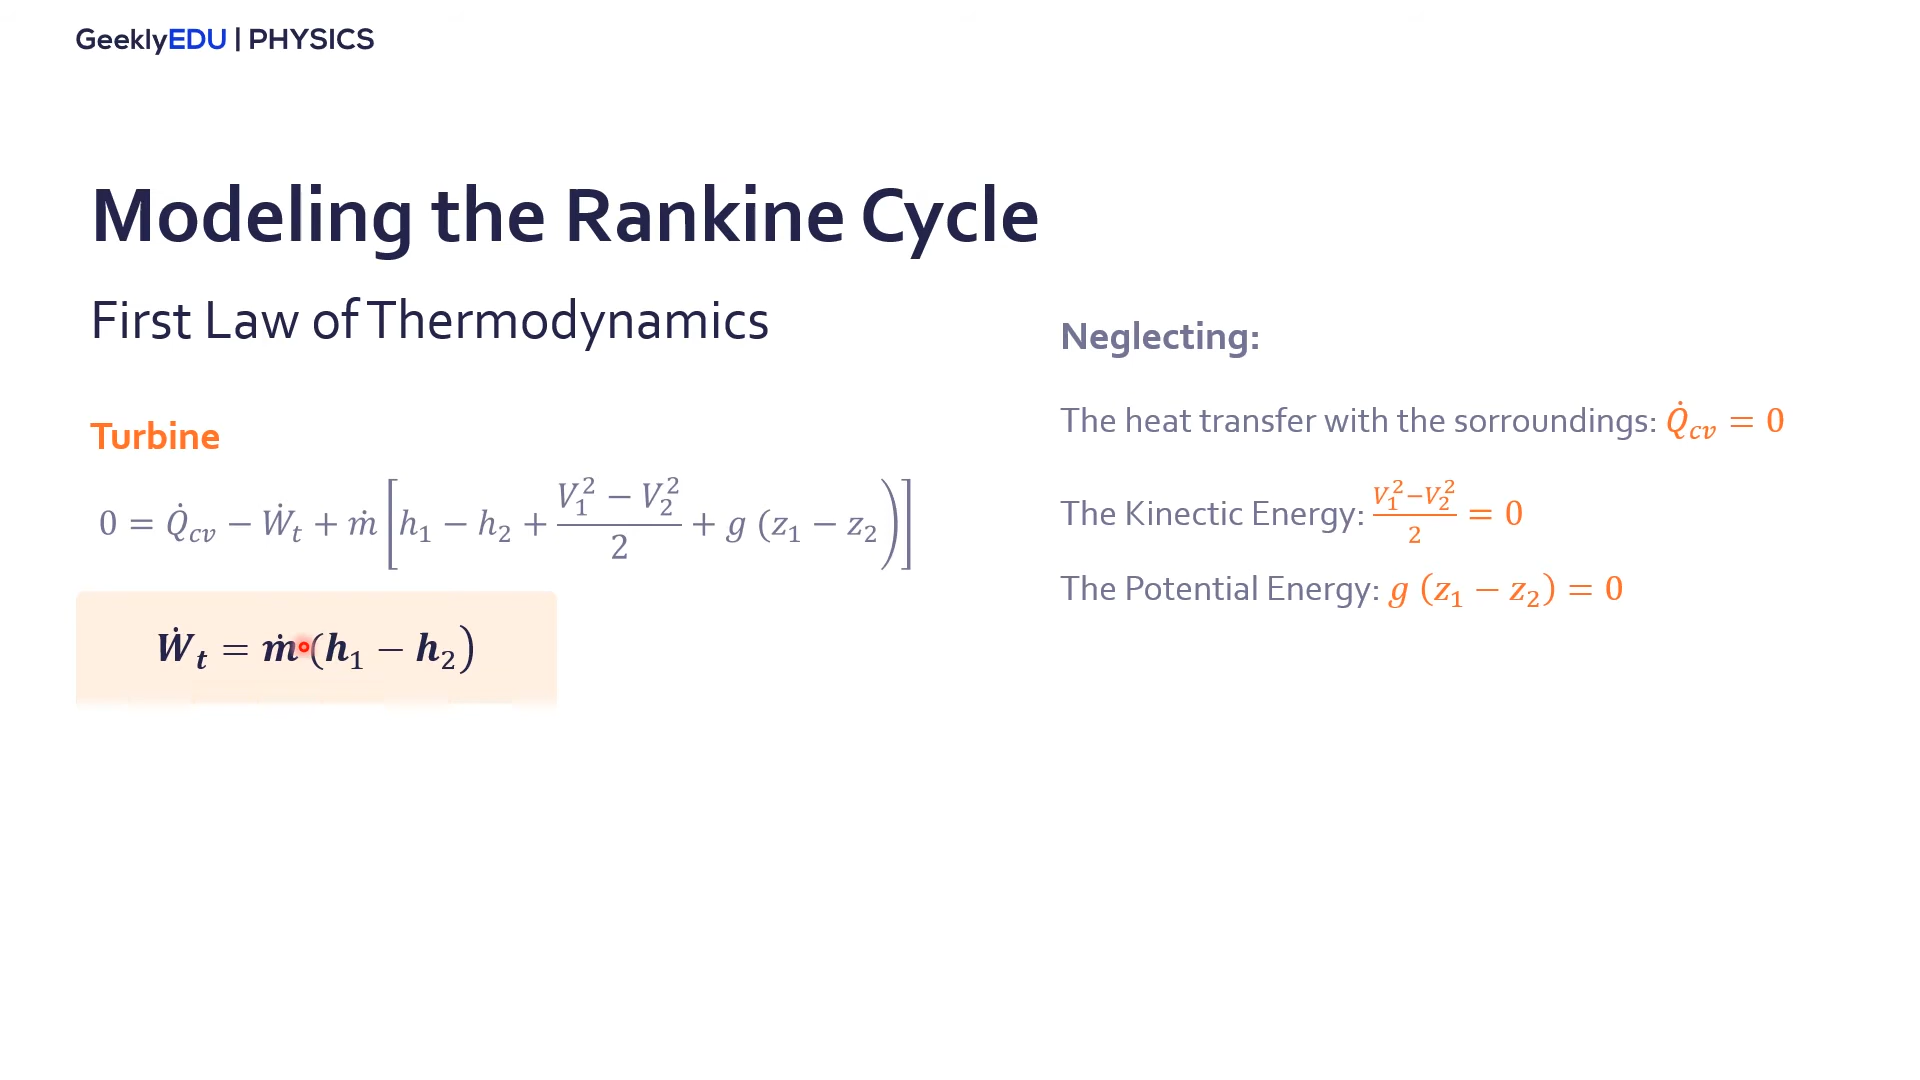 GeeklyEDU | PHYSICS
Modeling the Rankine Cycle
First Law of Thermodynamics
Turbine
0 = Q̇cv − Ẇt + ṁ [h₁ − h₂ + (V₁² − V₂²)/2 + g (z₁ − z₂)]
Ẇt = ṁ (h₁ − h₂)
Neglecting:
The heat transfer with the sorroundings: Q̇cv = 0
The Kinectic Energy: (V₁²−V₂²)/2 = 0
The Potential Energy: g (z₁ − z₂) = 0